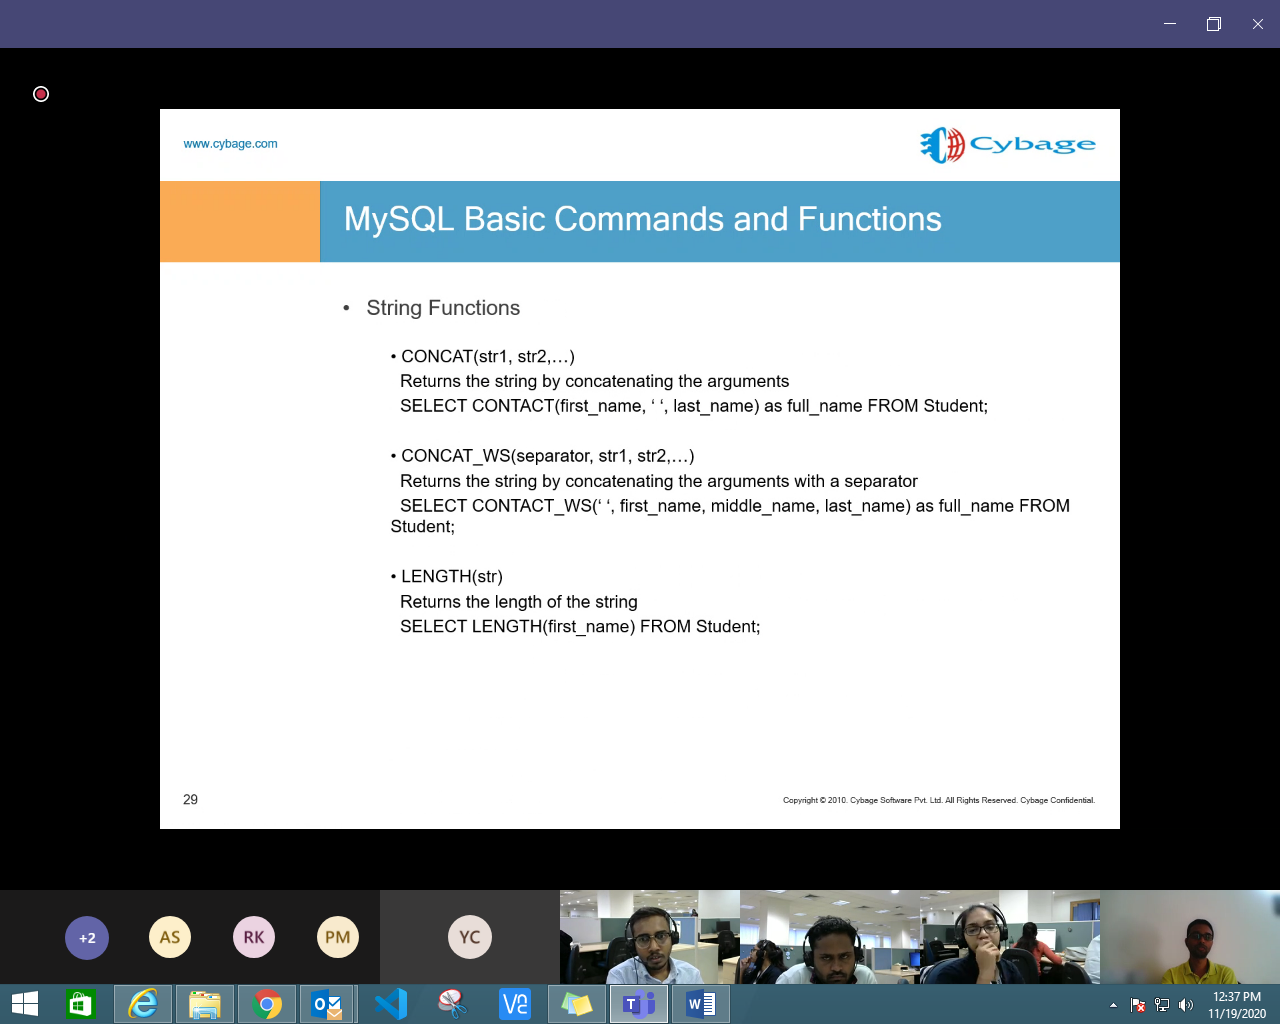 www.cybage.com
Cybage
MySQL Basic Commands and Functions
• String Functions
• CONCAT(str1, str2,…)
Returns the string by concatenating the arguments
SELECT CONTACT(first_name, ‘ ‘, last_name) as full_name FROM Student;
• CONCAT_WS(separator, str1, str2,…)
Returns the string by concatenating the arguments with a separator
SELECT CONTACT_WS(‘ ‘, first_name, middle_name, last_name) as full_name FROM
Student;
• LENGTH(str)
Returns the length of the string
SELECT LENGTH(first_name) FROM Student;
29
Copyright © 2010. Cybage Software Pvt. Ltd. All Rights Reserved. Cybage Confidential.
+2 AS RK PM YC
12:37 PM
11/19/2020